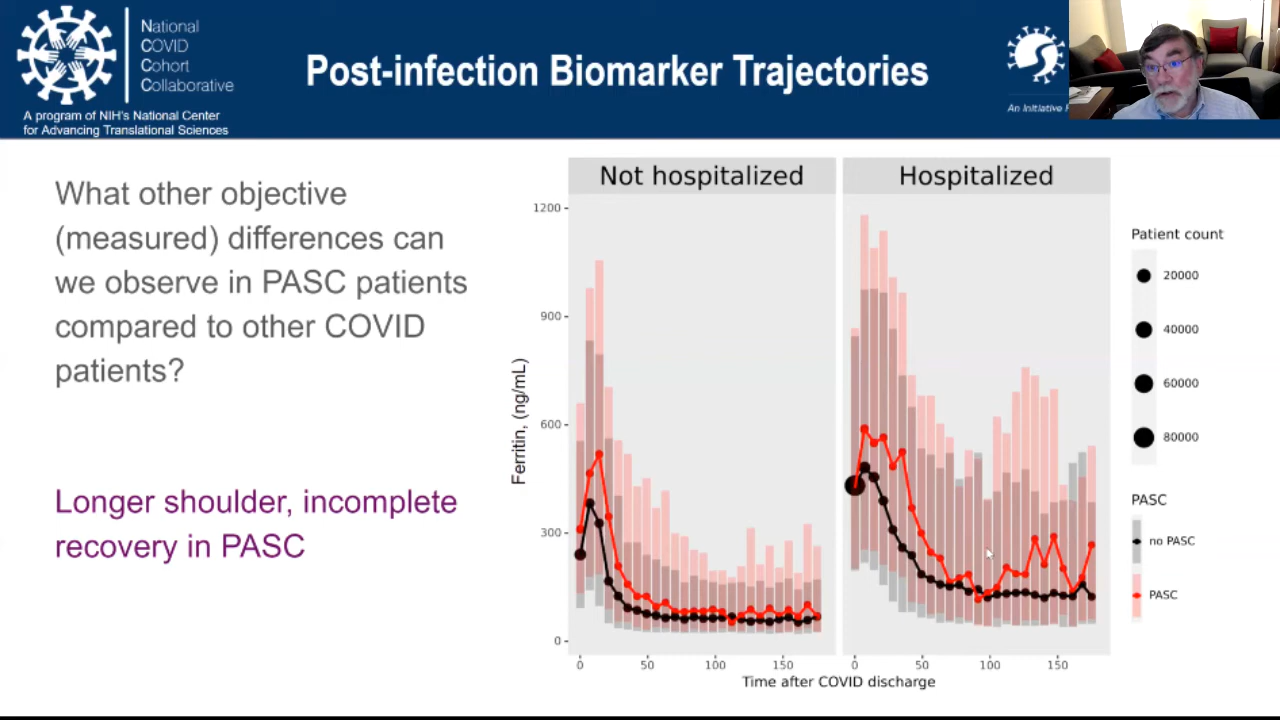 National
COVID
Cohort
Collaborative
A program of NIH's National Center
for Advancing Translational Sciences
Post-infection Biomarker Trajectories
An Initiative
What other objective
(measured) differences can
we observe in PASC patients
compared to other COVID
patients?
Longer shoulder, incomplete
recovery in PASC
Not hospitalized
Hospitalized
1200
900
600
300
0
Ferritin, (ng/mL)
0 50 100 150
0 50 100 150
Time after COVID discharge
Patient count
20000
40000
60000
80000
PASC
no PASC
PASC